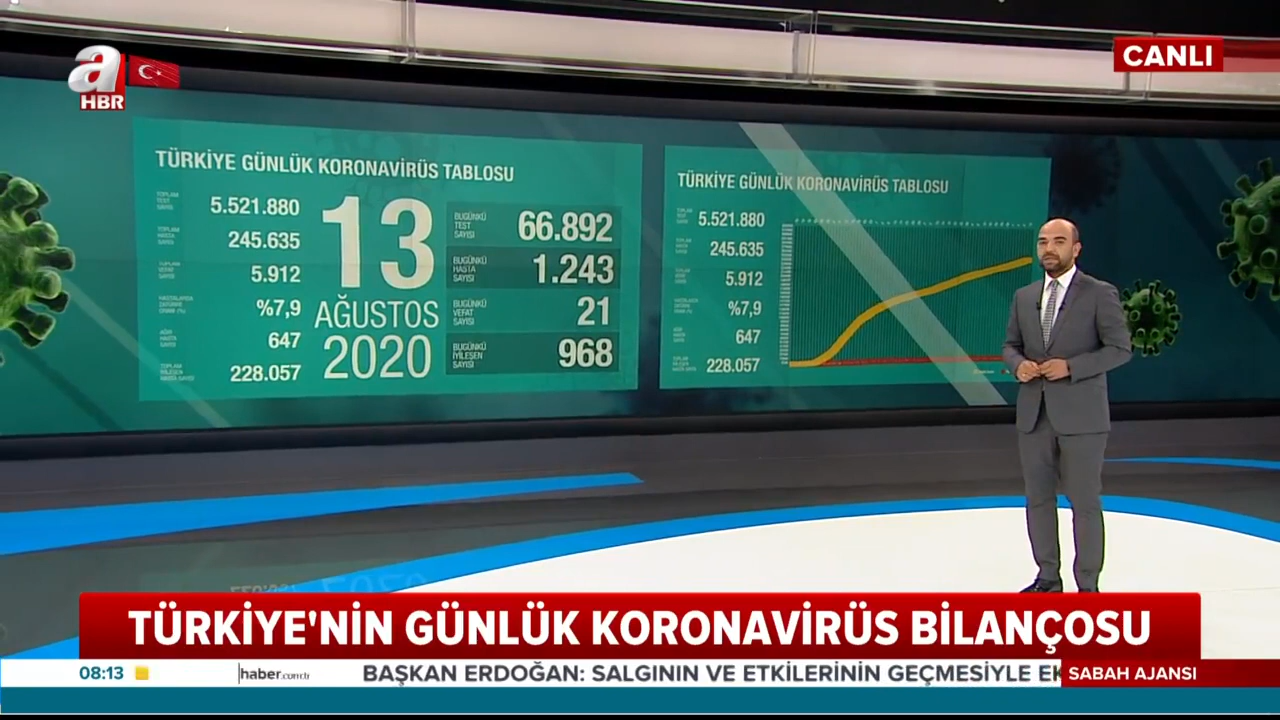 a
HBR
CANLI
TÜRKİYE GÜNLÜK KORONAVİRÜS TABLOSU
TOPLAM TEST SAYISI
5.521.880
245.635
5.912
%7,9
647
228.057
13
AĞUSTOS
2020
BUGÜNKÜ
TEST
SAYISI
66.892
BUGÜNKÜ
HASTA
SAYISI
1.243
BUGÜNKÜ
VEFAT
SAYISI
21
BUGÜNKÜ
İYİLEŞEN
SAYISI
968
TÜRKİYE GÜNLÜK KORONAVİRÜS TABLOSU
5.521.880
245.635
5.912
%7,9
647
228.057
TÜRKİYE'NİN GÜNLÜK KORONAVİRÜS BİLANÇOSU
08:13
haber.com.tr
BAŞKAN ERDOĞAN: SALGININ VE ETKİLERİNİN GEÇMESİYLE EK
SABAH AJANSI